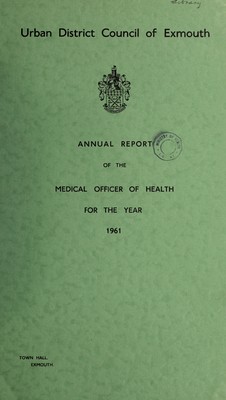 Library
Urban District Council of Exmouth
ANNUAL REPORT
OF THE
MEDICAL OFFICER OF HEALTH
FOR THE YEAR
1961
TOWN HALL,
EXMOUTH